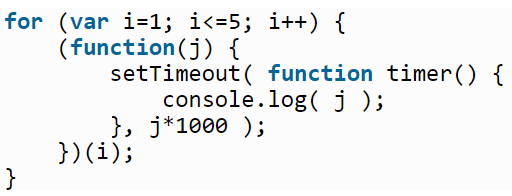 for (var i=1; i<=5; i++) {
    (function(j) {
        setTimeout( function timer() {
            console.log( j );
        }, j*1000 );
    })(i);
}